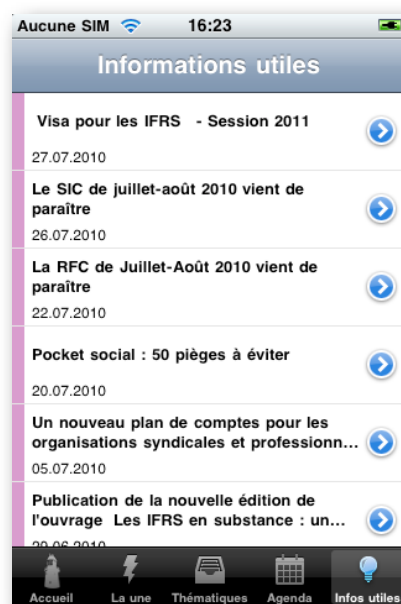 Aucune SIM 16:23
Informations utiles
Visa pour les IFRS - Session 2011
27.07.2010
Le SIC de juillet-août 2010 vient de
paraître
26.07.2010
La RFC de Juillet-Août 2010 vient de
paraître
22.07.2010
Pocket social : 50 pièges à éviter
20.07.2010
Un nouveau plan de comptes pour les
organisations syndicales et professionn...
05.07.2010
Publication de la nouvelle édition de
l'ouvrage Les IFRS en substance : un...
29.06.2010
Accueil La une Thématiques Agenda Infos utiles